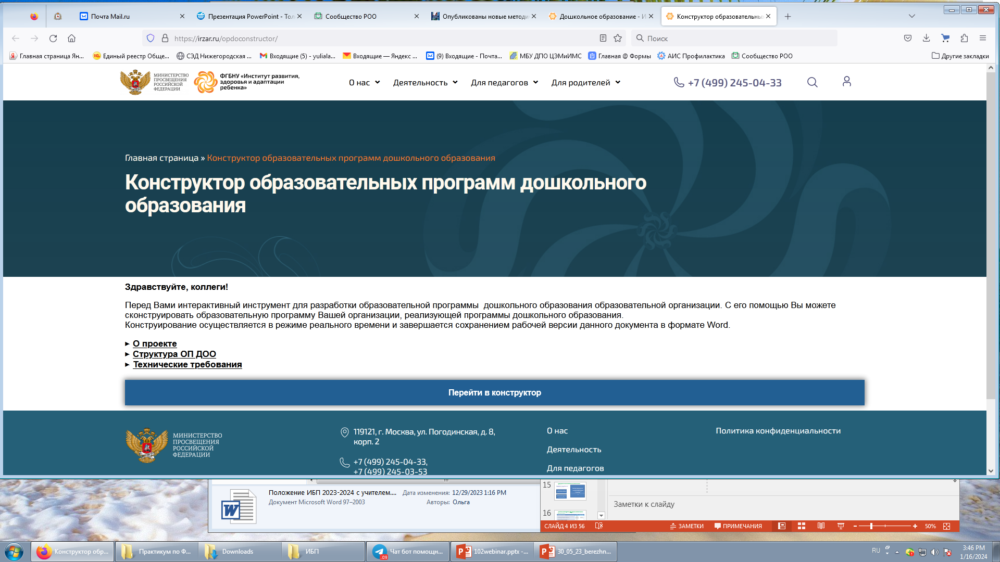 Почта Mail.ru
Презентация PowerPoint - Тол
Сообщество РОО
Опубликованы новые методи
Дошкольное образование - И
Конструктор образовательны
https://irzar.ru/opdoconstructor/
Поиск
Главная страница Ян...
Единый реестр Обще...
СЭД Нижегородская ...
Входящие (5) - yuliala...
Входящие — Яндекс ...
(9) Входящие - Почта...
МБУ ДПО ЦЭМиИМС
Главная @ Формы
АИС Профилактика
Сообщество РОО
Другие закладки
МИНИСТЕРСТВО
ПРОСВЕЩЕНИЯ
РОССИЙСКОЙ
ФЕДЕРАЦИИ
ФГБНУ «Институт развития,
здоровья и адаптации
ребенка»
О нас
Деятельность
Для педагогов
Для родителей
+7 (499) 245-04-33
Главная страница » Конструктор образовательных программ дошкольного образования
Конструктор образовательных программ дошкольного
образования
Здравствуйте, коллеги!
Перед Вами интерактивный инструмент для разработки образовательной программы  дошкольного образования образовательной организации. С его помощью Вы можете
сконструировать образовательную программу Вашей организации, реализующей программы дошкольного образования.
Конструирование осуществляется в режиме реального времени и завершается сохранением рабочей версии данного документа в формате Word.
► О проекте
► Структура ОП ДОО
► Технические требования
Перейти в конструктор
МИНИСТЕРСТВО
ПРОСВЕЩЕНИЯ
РОССИЙСКОЙ
ФЕДЕРАЦИИ
119121, г. Москва, ул. Погодинская, д. 8,
корп. 2
+7 (499) 245-04-33,
+7 (499) 245-03-53
О нас
Деятельность
Для педагогов
Политика конфиденциальности
Положение ИБП 2023-2024 с учителем....
Дата изменения: 12/29/2023 1:16 PM
Документ Microsoft Word 97–2003
Авторы: Ольга
15
16
Заметки к слайду
СЛАЙД 4 ИЗ 56
ЗАМЕТКИ
ПРИМЕЧАНИЯ
50%
Конструктор обр...
Практикум по Ф...
Downloads
ИБП
.09
Чат бот помощн...
102webinar.pptx -...
30_05_23_berezhn...
RU
3:46 PM
1/16/2024